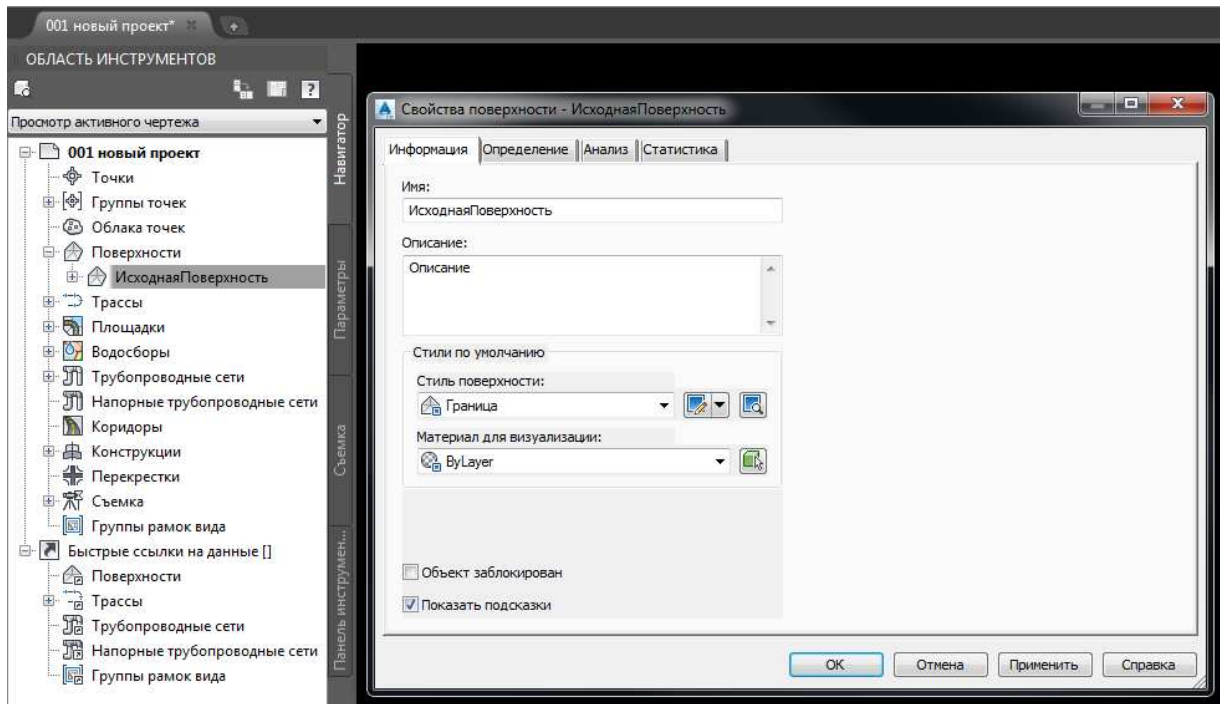 001 новый проект*
ОБЛАСТЬ ИНСТРУМЕНТОВ
Просмотр активного чертежа
001 новый проект
Точки
Группы точек
Облака точек
Поверхности
ИсходнаяПоверхность
Трассы
Площадки
Водосборы
Трубопроводные сети
Напорные трубопроводные сети
Коридоры
Конструкции
Перекрестки
Съемка
Группы рамок вида
Быстрые ссылки на данные []
Поверхности
Трассы
Трубопроводные сети
Напорные трубопроводные сети
Группы рамок вида
Навигатор
Параметры
Съемка
Панель инструмен...
Свойства поверхности - ИсходнаяПоверхность
Информация Определение Анализ Статистика
Имя:
ИсходнаяПоверхность
Описание:
Описание
Стили по умолчанию
Стиль поверхности:
Граница
Материал для визуализации:
ByLayer
Объект заблокирован
Показать подсказки
OK Отмена Применить Справка